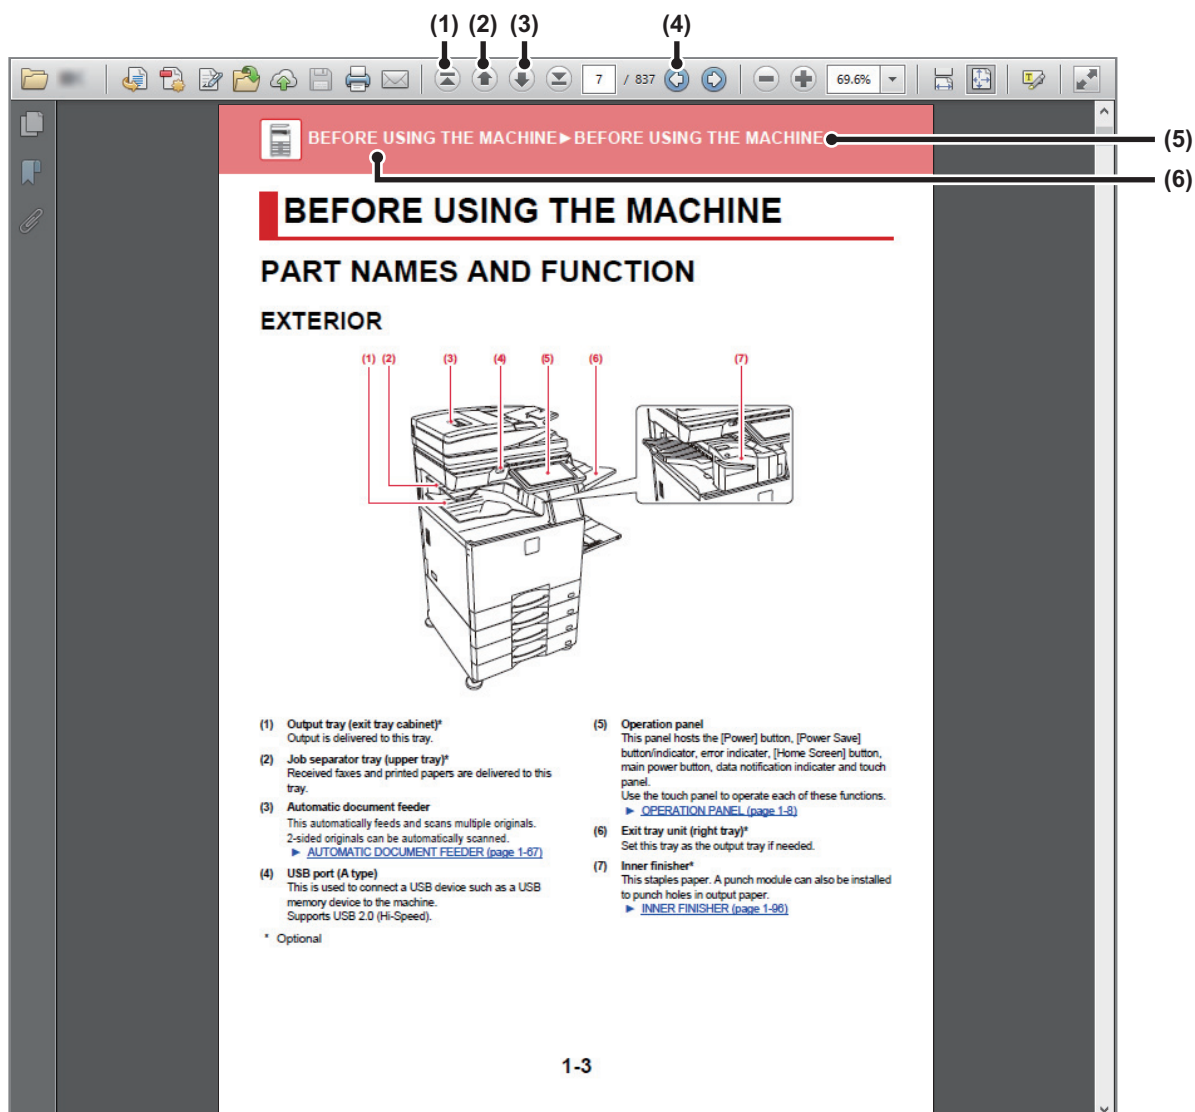 (1) (2) (3) (4)
7 / 837 69.6%
BEFORE USING THE MACHINE►BEFORE USING THE MACHINE
(5)
(6)
BEFORE USING THE MACHINE
PART NAMES AND FUNCTION
EXTERIOR
(1) (2) (3) (4) (5) (6) (7)
(1) Output tray (exit tray cabinet)*
Output is delivered to this tray.
(2) Job separator tray (upper tray)*
Received faxes and printed papers are delivered to this
tray.
(3) Automatic document feeder
This automatically feeds and scans multiple originals.
2-sided originals can be automatically scanned.
► AUTOMATIC DOCUMENT FEEDER (page 1-67)
(4) USB port (A type)
This is used to connect a USB device such as a USB
memory device to the machine.
Supports USB 2.0 (Hi-Speed).
* Optional
(5) Operation panel
This panel hosts the [Power] button, [Power Save]
button/indicator, error indicater, [Home Screen] button,
main power button, data notification indicater and touch
panel.
Use the touch panel to operate each of these functions.
► OPERATION PANEL (page 1-8)
(6) Exit tray unit (right tray)*
Set this tray as the output tray if needed.
(7) Inner finisher*
This staples paper. A punch module can also be installed
to punch holes in output paper.
► INNER FINISHER (page 1-96)
1-3